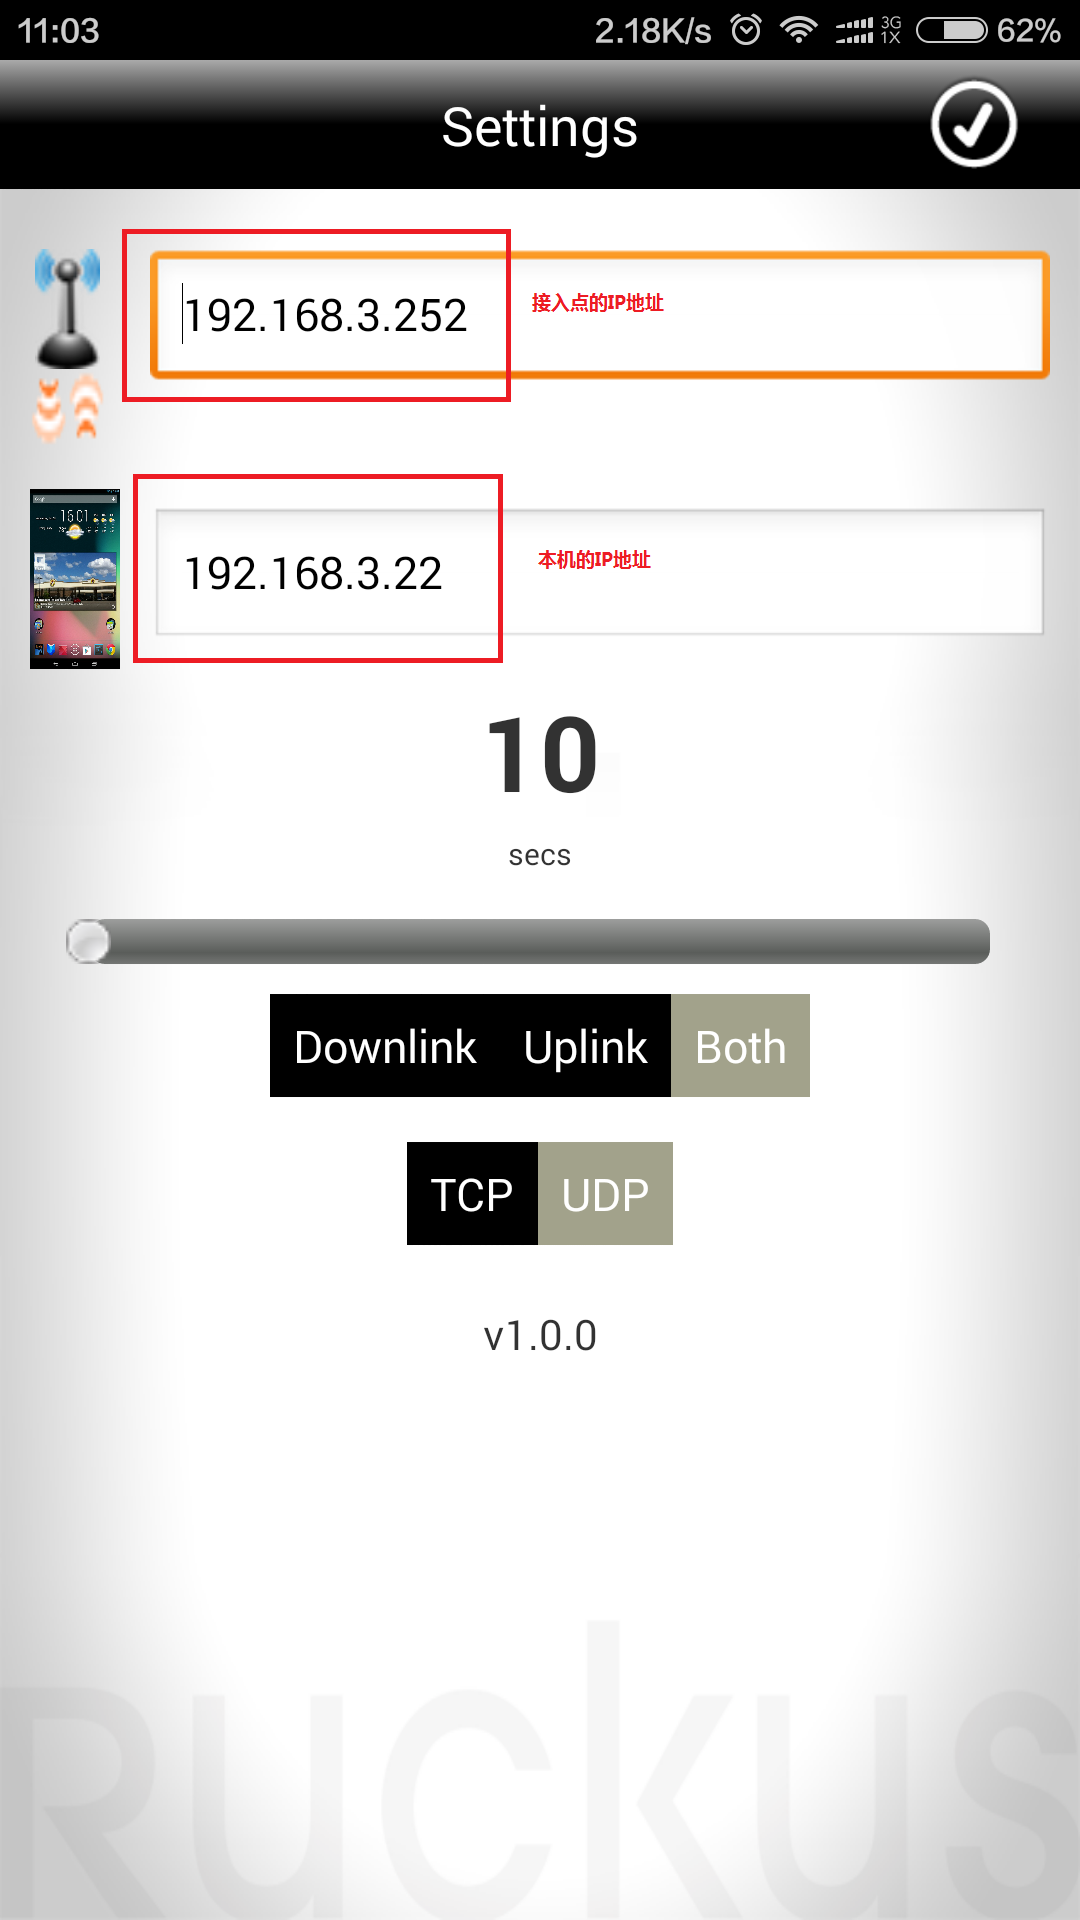 11:03 2.18K/s 3G 1X 62%
Settings
192.168.3.252 接入点的IP地址
192.168.3.22 本机的IP地址
10
secs
Downlink Uplink Both
TCP UDP
v1.0.0
Ruckus